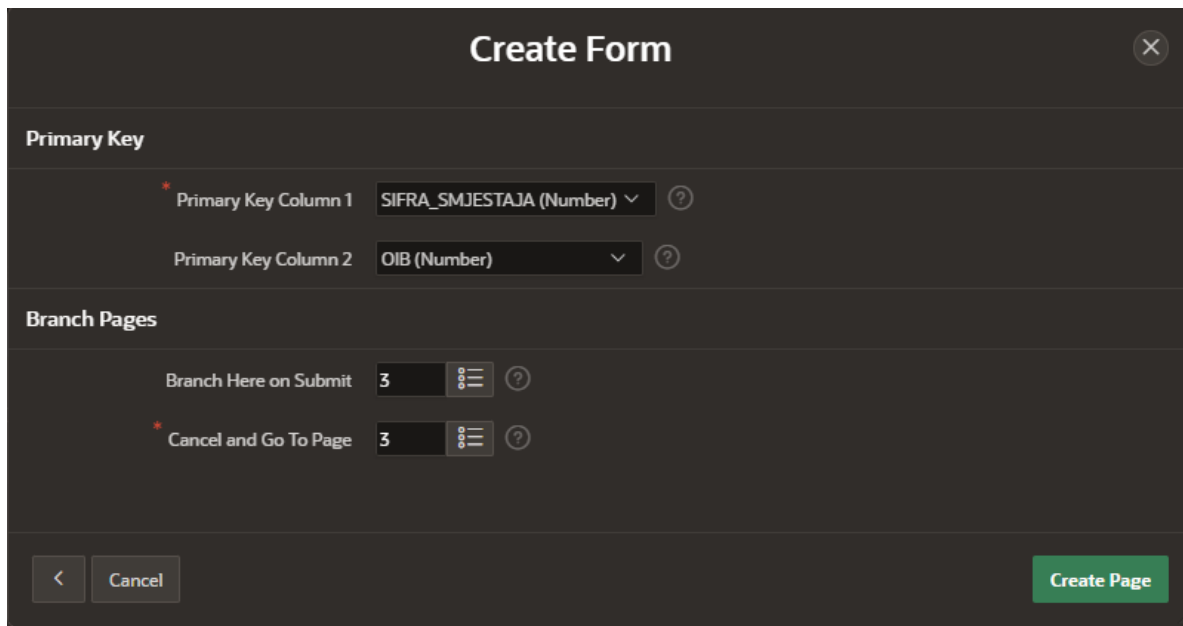 Create Form
Primary Key
* Primary Key Column 1 SIFRA_SMJESTAJA (Number)
Primary Key Column 2 OIB (Number)
Branch Pages
Branch Here on Submit 3
* Cancel and Go To Page 3
Cancel Create Page